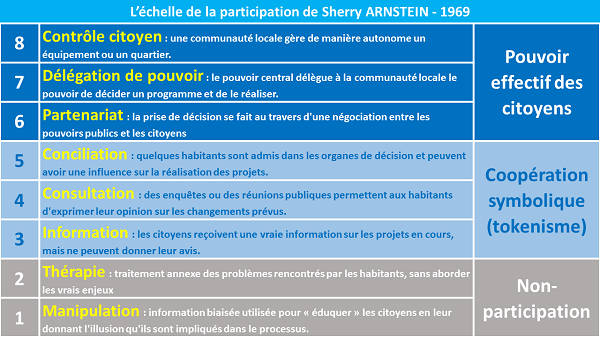 L'échelle de la participation de Sherry ARNSTEIN - 1969
8
Contrôle citoyen : une communauté locale gère de manière autonome un
équipement ou un quartier.
7
Délégation de pouvoir : le pouvoir central délègue à la communauté locale le
pouvoir de décider un programme et de le réaliser.
6
Partenariat : la prise de décision se fait au travers d'une négociation entre les
pouvoirs publics et les citoyens
Pouvoir
effectif des
citoyens
5
Conciliation : quelques habitants sont admis dans les organes de décision et peuvent
avoir une influence sur la réalisation des projets.
4
Consultation : des enquêtes ou des réunions publiques permettent aux habitants
d'exprimer leur opinion sur les changements prévus.
3
Information : les citoyens reçoivent une vraie information sur les projets en cours,
mais ne peuvent donner leur avis.
Coopération
symbolique
(tokenisme)
2
Thérapie : traitement annexe des problèmes rencontrés par les habitants, sans aborder
les vrais enjeux
1
Manipulation : information biaisée utilisée pour « éduquer » les citoyens en leur
donnant l'illusion qu'ils sont impliqués dans le processus.
Non-
participation